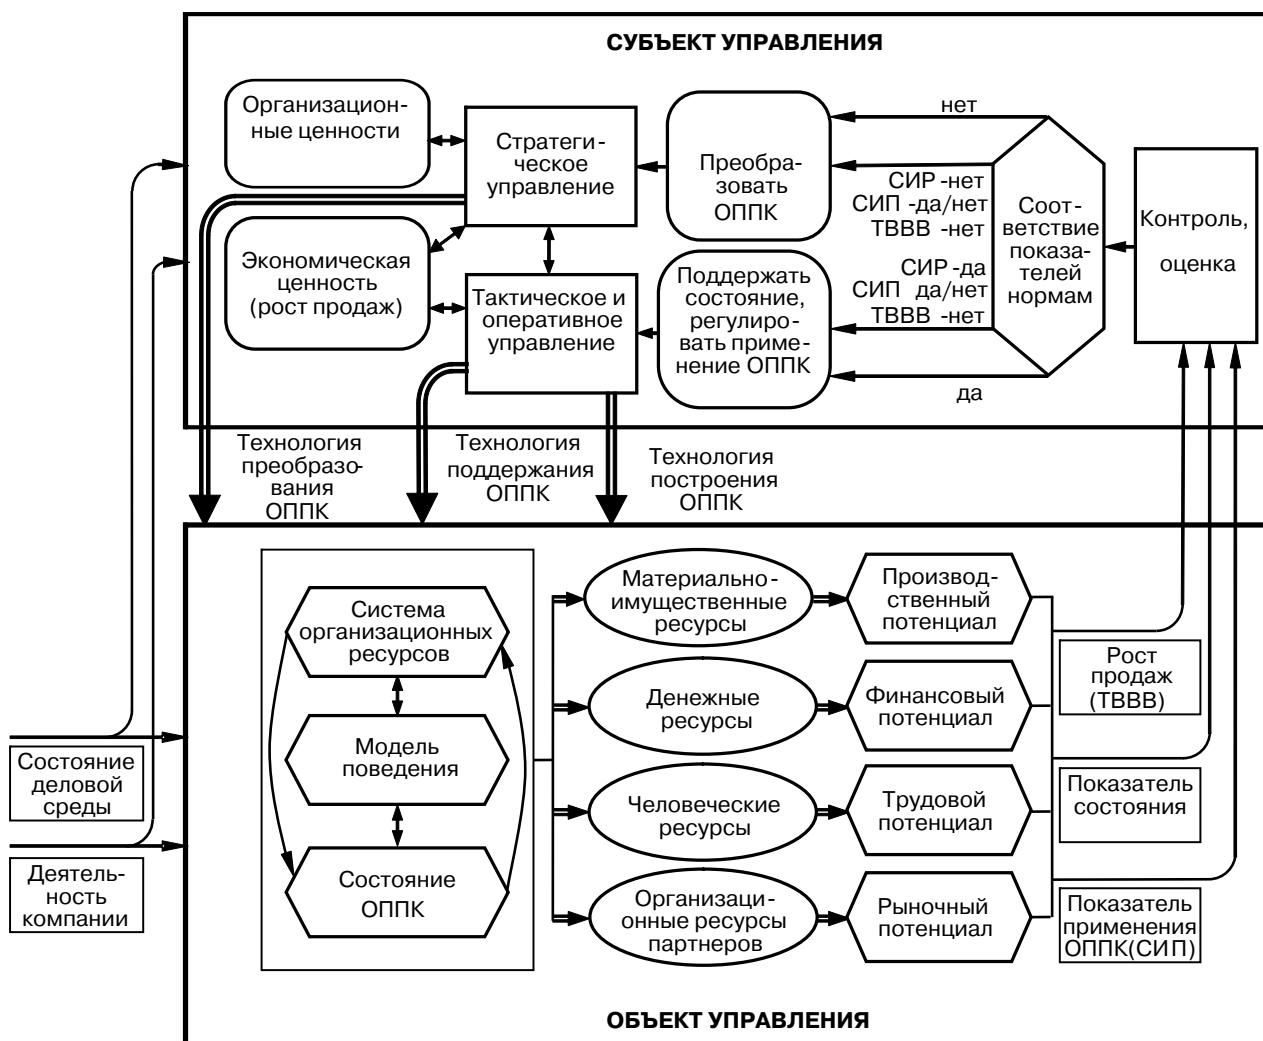 СУБЪЕКТ УПРАВЛЕНИЯ
Организацион-
ные ценности
Стратеги-
ческое
управление
Преобра-
зовать
ОППК
нет
СИР -нет
СИП -да/нет
ТВВВ -нет
Соот-
ветствие
показа-
телей
нормам
Контроль,
оценка
Экономическая
ценность
(рост продаж)
Тактическое и
оперативное
управление
Поддержать
состояние,
регулиро-
вать приме-
нение ОППК
СИР -да
СИП да/нет
ТВВВ -нет
да
Технология
преобразо-
вания
ОППК
Технология
поддержания
ОППК
Технология
построения
ОППК
Система
организационных
ресурсов
Модель
поведения
Состояние
ОППК
Материально-
имущественные
ресурсы
Денежные
ресурсы
Человеческие
ресурсы
Организаци-
онные ресурсы
партнеров
Производ-
ственный
потенциал
Финансовый
потенциал
Трудовой
потенциал
Рыночный
потенциал
Рост
продаж
(ТВВВ)
Показатель
состояния
Показатель
применения
ОППК(СИП)
Состояние
деловой
среды
Деятель-
ность
компании
ОБЪЕКТ УПРАВЛЕНИЯ